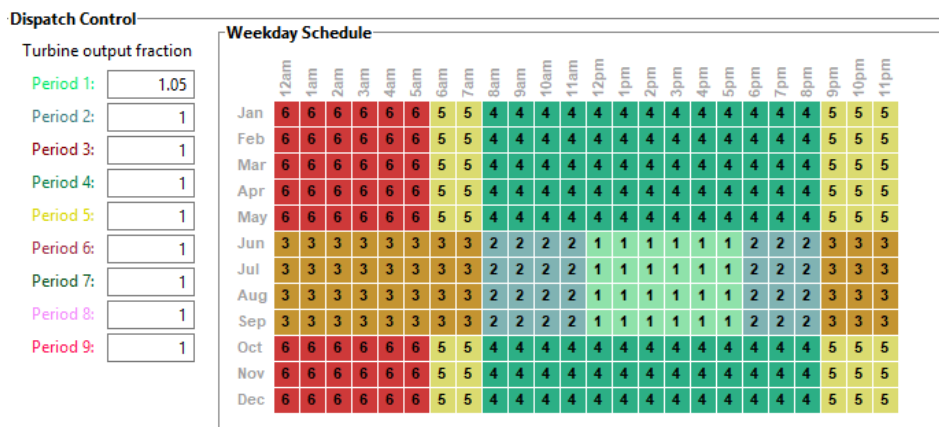 Dispatch Control
Turbine output fraction
Period 1: 1.05
Period 2: 1
Period 3: 1
Period 4: 1
Period 5: 1
Period 6: 1
Period 7: 1
Period 8: 1
Period 9: 1
Weekday Schedule
12am 1am 2am 3am 4am 5am 6am 7am 8am 9am 10am 11am 12pm 1pm 2pm 3pm 4pm 5pm 6pm 7pm 8pm 9pm 10pm 11pm
Jan 6 6 6 6 6 6 5 5 4 4 4 4 4 4 4 4 4 4 4 4 4 5 5 5
Feb 6 6 6 6 6 6 5 5 4 4 4 4 4 4 4 4 4 4 4 4 4 5 5 5
Mar 6 6 6 6 6 6 5 5 4 4 4 4 4 4 4 4 4 4 4 4 4 5 5 5
Apr 6 6 6 6 6 6 5 5 4 4 4 4 4 4 4 4 4 4 4 4 4 5 5 5
May 6 6 6 6 6 6 5 5 4 4 4 4 4 4 4 4 4 4 4 4 4 5 5 5
Jun 3 3 3 3 3 3 3 3 2 2 2 2 1 1 1 1 1 1 2 2 2 3 3 3
Jul 3 3 3 3 3 3 3 3 2 2 2 2 1 1 1 1 1 1 2 2 2 3 3 3
Aug 3 3 3 3 3 3 3 3 2 2 2 2 1 1 1 1 1 1 2 2 2 3 3 3
Sep 3 3 3 3 3 3 3 3 2 2 2 2 1 1 1 1 1 1 2 2 2 3 3 3
Oct 6 6 6 6 6 6 5 5 4 4 4 4 4 4 4 4 4 4 4 4 4 5 5 5
Nov 6 6 6 6 6 6 5 5 4 4 4 4 4 4 4 4 4 4 4 4 4 5 5 5
Dec 6 6 6 6 6 6 5 5 4 4 4 4 4 4 4 4 4 4 4 4 4 5 5 5